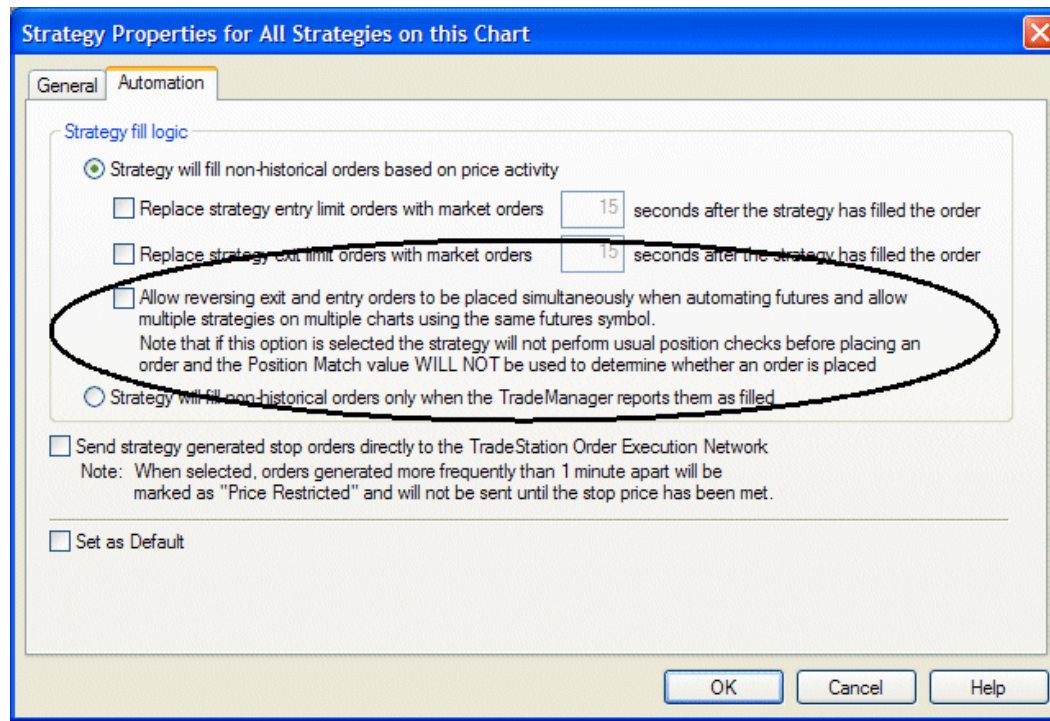 Strategy Properties for All Strategies on this Chart
General Automation
Strategy fill logic
Strategy will fill non-historical orders based on price activity
Replace strategy entry limit orders with market orders 15 seconds after the strategy has filled the order
Replace strategy exit limit orders with market orders 15 seconds after the strategy has filled the order
Allow reversing exit and entry orders to be placed simultaneously when automating futures and allow
multiple strategies on multiple charts using the same futures symbol.
Note that if this option is selected the strategy will not perform usual position checks before placing an
order and the Position Match value WILL NOT be used to determine whether an order is placed
Strategy will fill non-historical orders only when the TradeManager reports them as filled
Send strategy generated stop orders directly to the TradeStation Order Execution Network
Note: When selected, orders generated more frequently than 1 minute apart will be
marked as "Price Restricted" and will not be sent until the stop price has been met.
Set as Default
OK Cancel Help